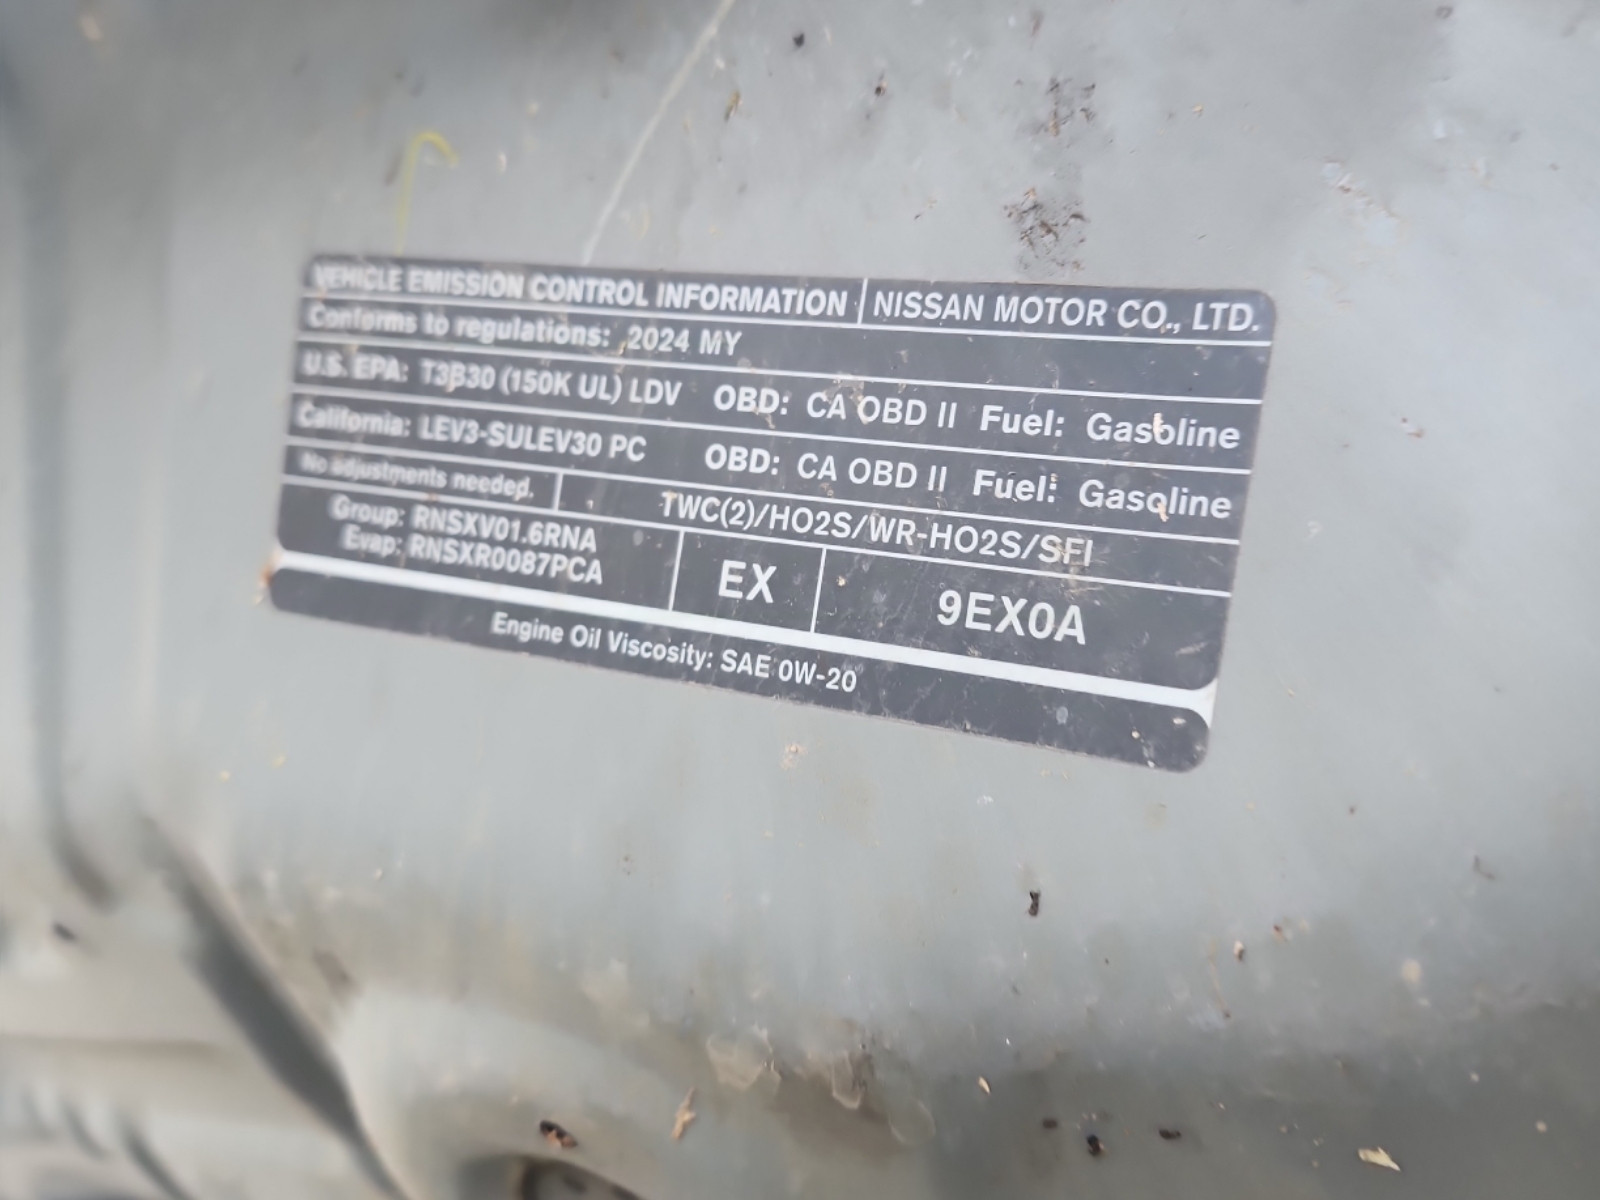 VEHICLE EMISSION CONTROL INFORMATION NISSAN MOTOR CO., LTD.
Conforms to regulations: 2024 MY
U.S. EPA: T3B30 (150K UL) LDV OBD: CA OBD II Fuel: Gasoline
California: LEV3-SULEV30 PC OBD: CA OBD II Fuel: Gasoline
No adjustments needed. TWC(2)/HO2S/WR-HO2S/SFI
Group: RNSXV01.6RNA
Evap: RNSXR0087PCA
EX
9EX0A
Engine Oil Viscosity: SAE 0W-20